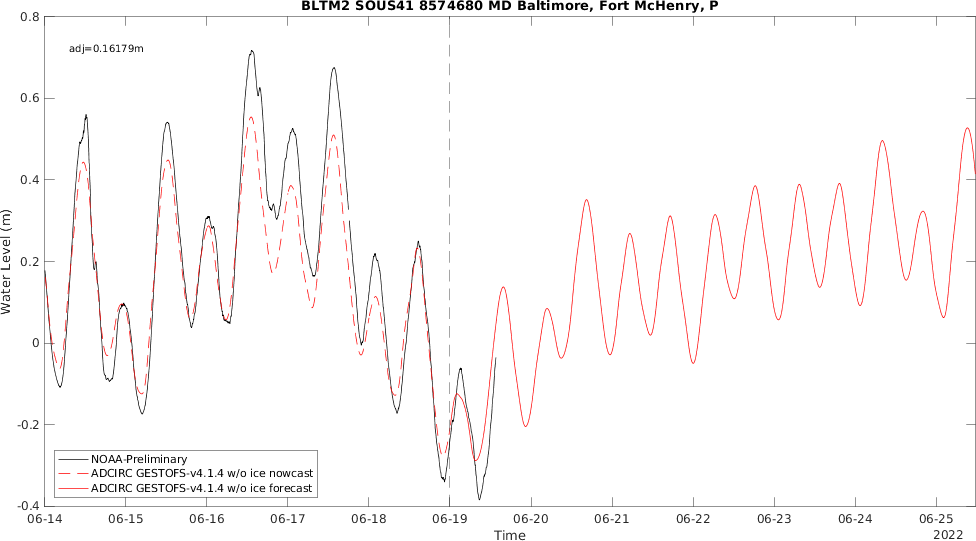 BLTM2 SOUS41 8574680 MD Baltimore, Fort McHenry, P
adj=0.16179m
Water Level (m)
0.8
0.6
0.4
0.2
0
-0.2
-0.4
NOAA-Preliminary
ADCIRC GESTOFS-v4.1.4 w/o ice nowcast
ADCIRC GESTOFS-v4.1.4 w/o ice forecast
06-14 06-15 06-16 06-17 06-18 06-19 06-20 06-21 06-22 06-23 06-24 06-25
Time
2022